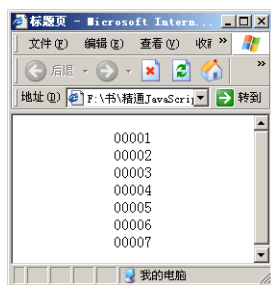 标题页 - Microsoft Intern...
文件(F) 编辑(E) 查看(V) 收 »
后退 »
地址(D) F:\书\精通JavaScrij 转到
00001
00002
00003
00004
00005
00006
00007
我的电脑